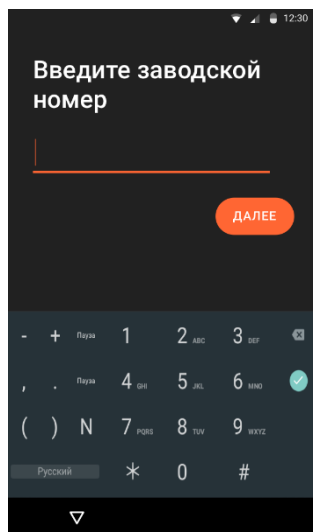 12:30
Введите заводской
номер
ДАЛЕЕ
- + Пауза 1 2 ABC 3 DEF
, . Пауза 4 GHI 5 JKL 6 MNO
( ) N 7 PQRS 8 TUV 9 WXYZ
Русский * 0 #